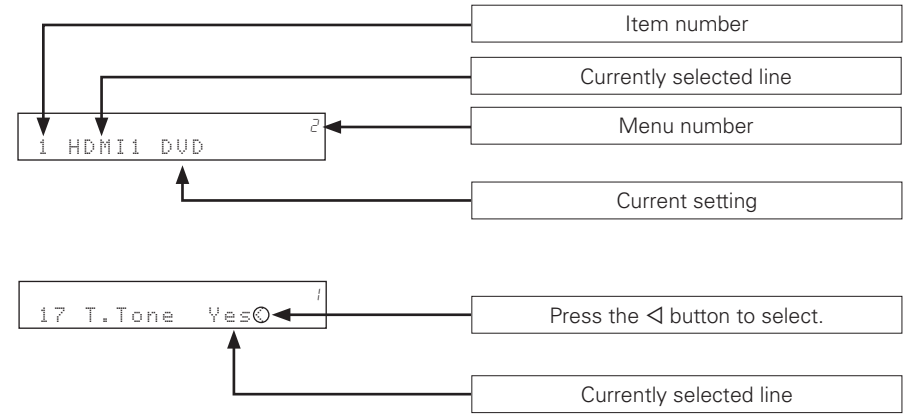 Item number
Currently selected line
Menu number
2
1 HDMI1 DVD
Current setting
1
17 T.Tone Yes
Press the ◁ button to select.
Currently selected line